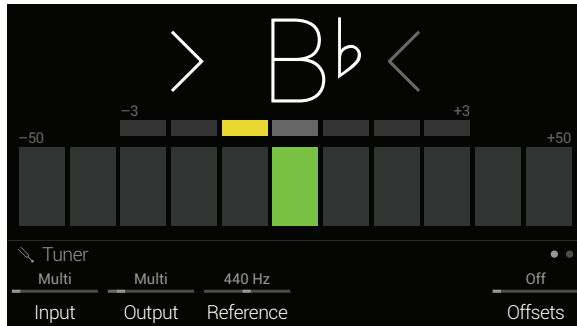 > B♭ <
−3 +3
−50 +50
Tuner
Multi Multi 440 Hz Off
Input Output Reference Offsets